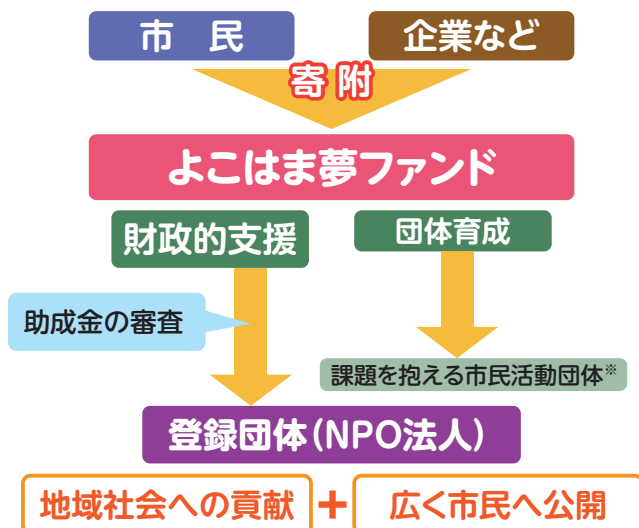 市 民
企業など
寄附
よこはま夢ファンド
財政的支援
団体育成
助成金の審査
課題を抱える市民活動団体※
登録団体(NPO法人)
地域社会への貢献 + 広く市民へ公開